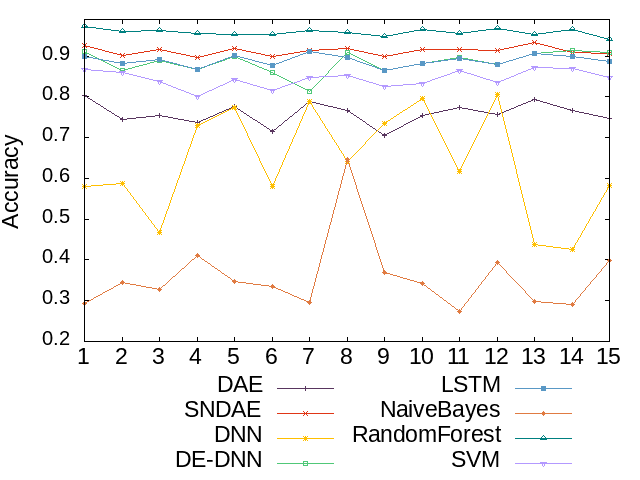 Accuracy
0.9
0.8
0.7
0.6
0.5
0.4
0.3
0.2
1 2 3 4 5 6 7 8 9 10 11 12 13 14 15
DAE LSTM
SNDAE NaiveBayes
DNN RandomForest
DE-DNN SVM